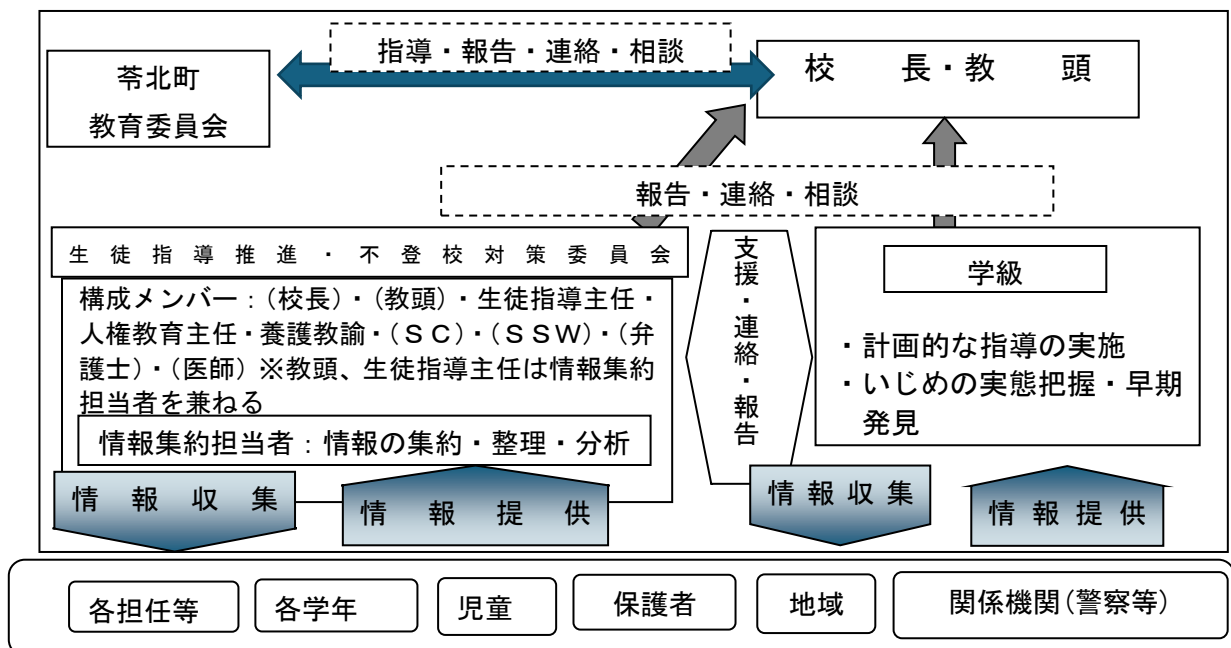 指導・報告・連絡・相談
苓北町
教育委員会
校　長・教　頭
報告・連絡・相談
生徒指導推進・不登校対策委員会
構成メンバー：（校長）・（教頭）・生徒指導主任・
人権教育主任・養護教諭・（ＳＣ）・（ＳＳＷ）・（弁
護士）・（医師）※教頭、生徒指導主任は情報集約
担当者を兼ねる
情報集約担当者：情報の集約・整理・分析
支援・連絡・報告
学級
・計画的な指導の実施
・いじめの実態把握・早期
発見
情報収集
情報提供
情報収集
情報提供
各担任等
各学年
児童
保護者
地域
関係機関（警察等）